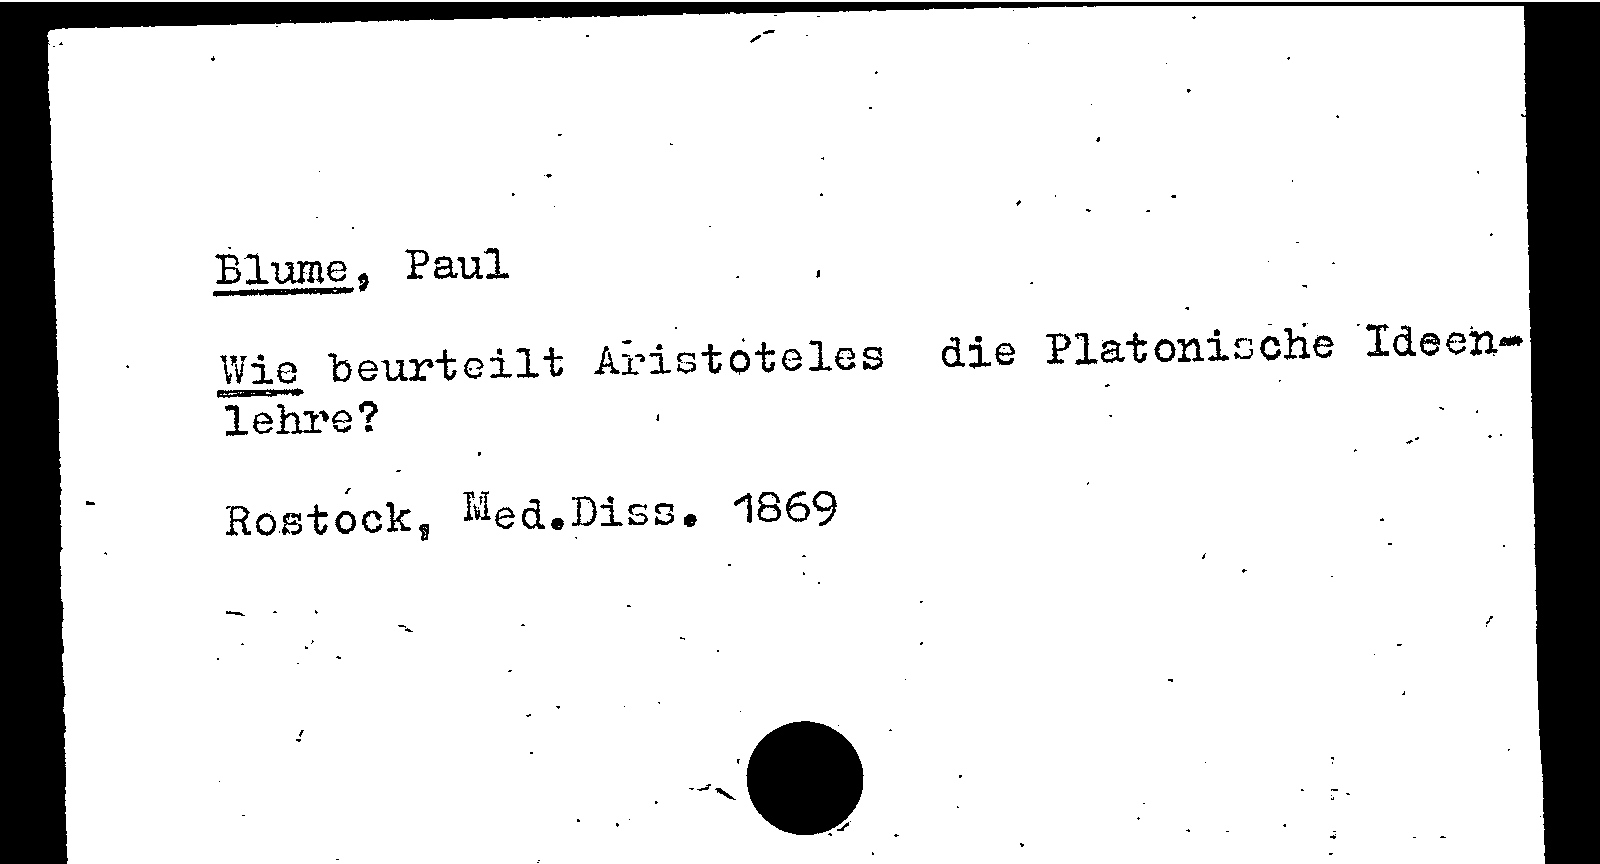 Blume, Paul
Wie beurteilt Aristoteles die Platonische Ideen-
lehre?
Rostock, Med.Diss. 1869